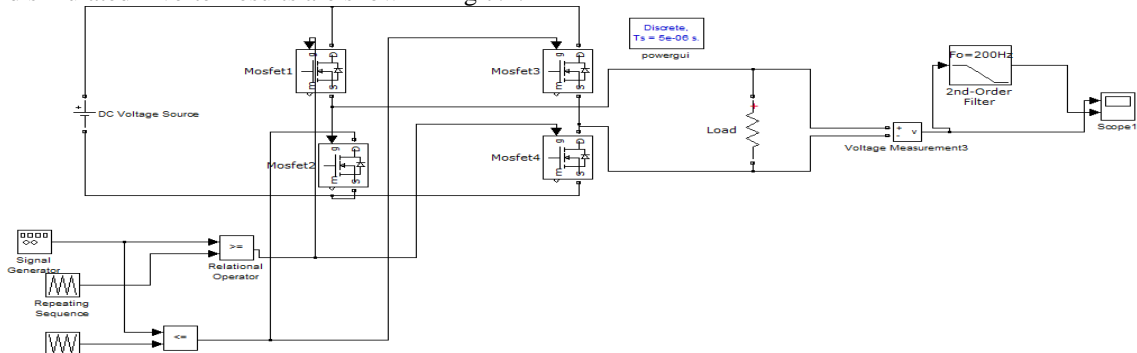 Discrete,
Ts = 5e-06 s.
powergui
Mosfet1
g
D
m
S
Mosfet3
g
D
m
S
Fo=200Hz
2nd-Order
Filter
+
DC Voltage Source
Load
+
-
v
Voltage Measurement3
Scope1
Mosfet2
g
D
m
S
Mosfet4
g
D
m
S
Signal
Generator
>=
Relational
Operator
Repeating
Sequence
<=